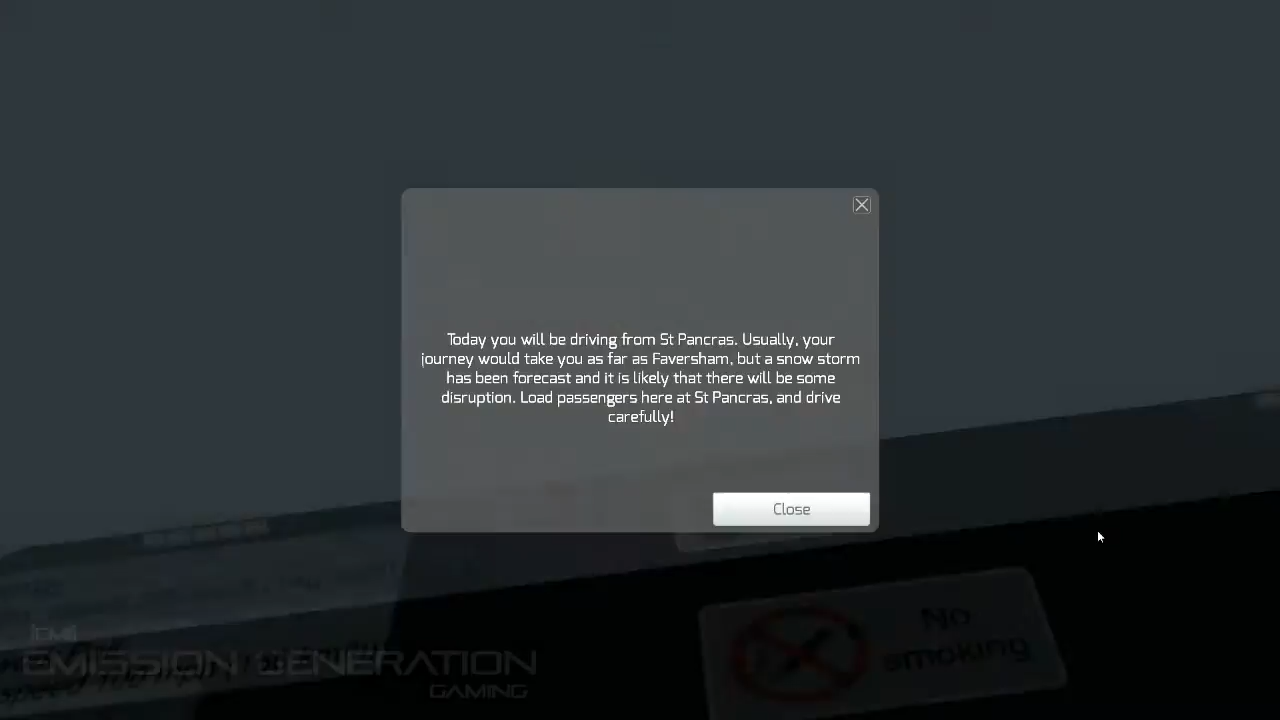 Today you will be driving from St Pancras. Usually, your
journey would take you as far as Faversham, but a snow storm
has been forecast and it is likely that there will be some
disruption. Load passengers here at St Pancras, and drive
carefully!
Close
No
smoking
EMISSION GENERATION
GAMING